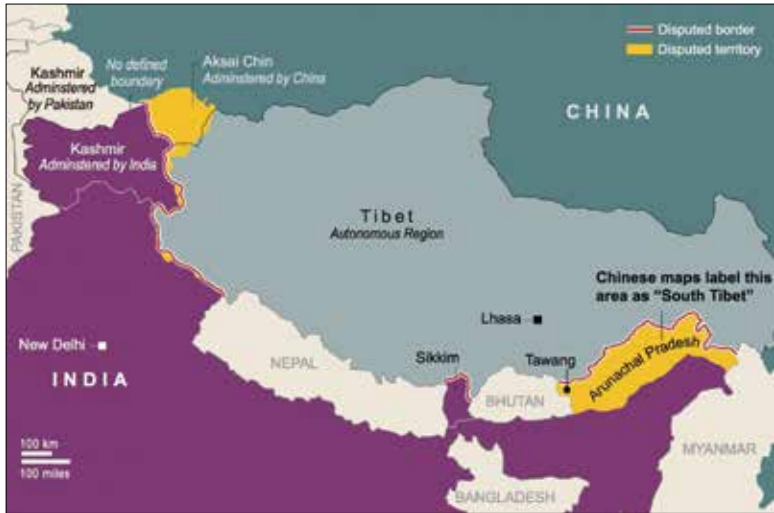 Disputed border
Disputed territory
No defined
boundary
Aksai Chin
Adminstered by China
Kashmir
Adminstered
by Pakistan
CHINA
Kashmir
Adminstered by India
PAKISTAN
Tibet
Autonomous Region
Chinese maps label this
area as “South Tibet”
Lhasa
New Delhi
NEPAL
Sikkim
Tawang
Arunachal Pradesh
INDIA
BHUTAN
100 km
100 miles
MYANMAR
BANGLADESH